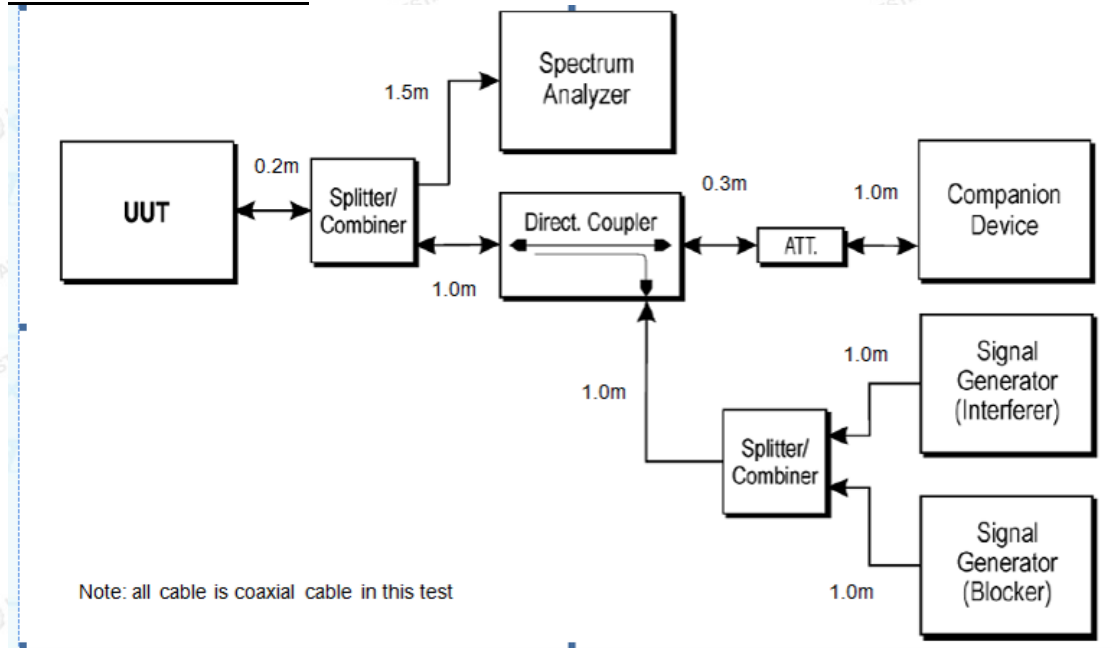 Spectrum
Analyzer
1.5m
UUT
0.2m
Splitter/
Combiner
1.0m
Direct. Coupler
0.3m
ATT.
1.0m
Companion
Device
1.0m
Signal
Generator
(Interferer)
1.0m
Splitter/
Combiner
Signal
Generator
(Blocker)
1.0m
Note: all cable is coaxial cable in this test